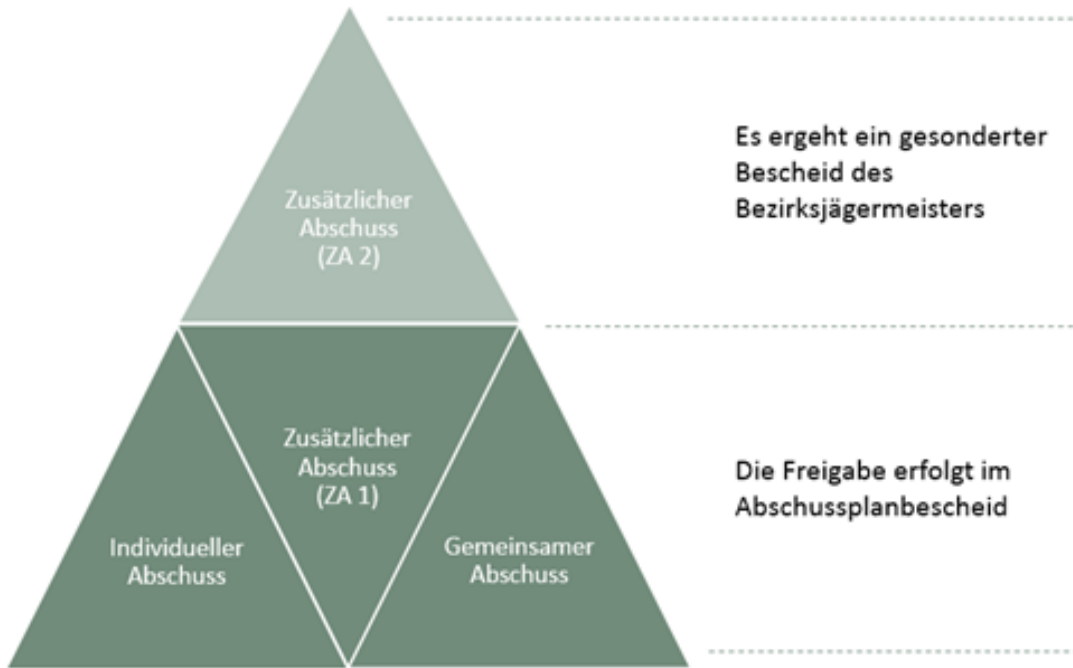 Zusätzlicher
Abschuss
(ZA 2)
Es ergeht ein gesonderter
Bescheid des
Bezirksjägermeisters
Individueller
Abschuss
Zusätzlicher
Abschuss
(ZA 1)
Gemeinsamer
Abschuss
Die Freigabe erfolgt im
Abschussplanbescheid